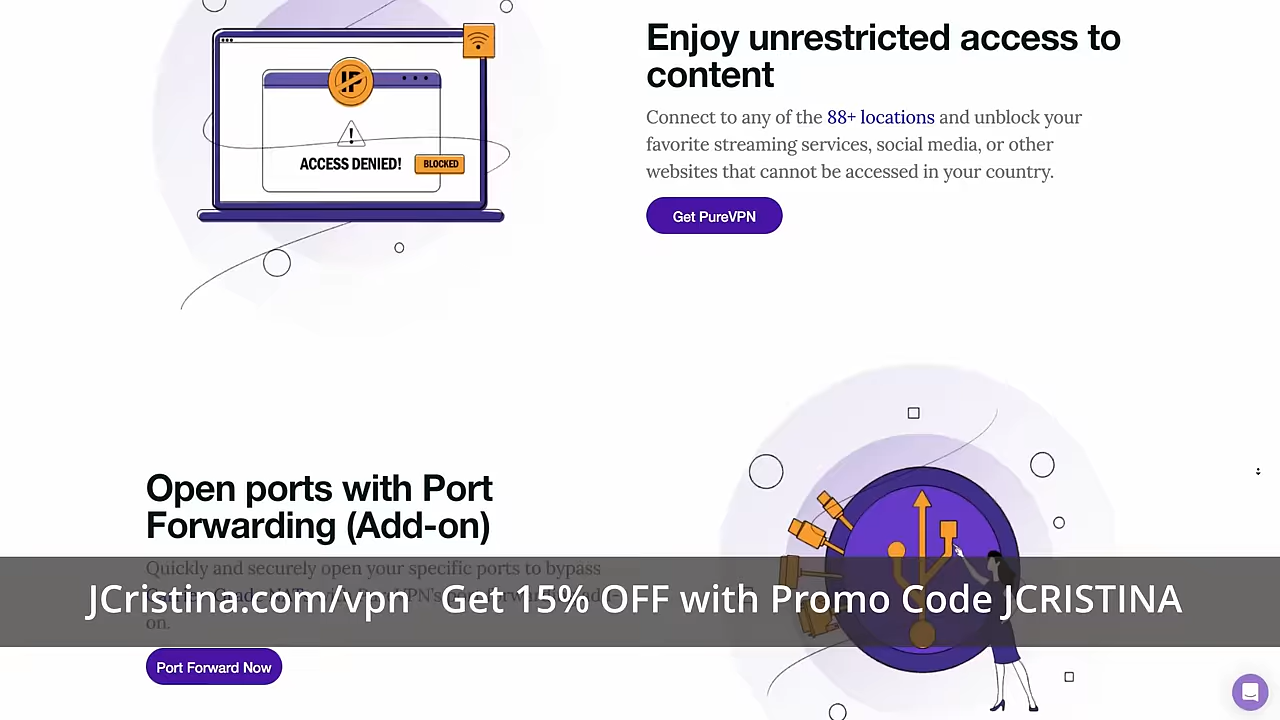 Enjoy unrestricted access to
content
Connect to any of the 88+ locations and unblock your
favorite streaming services, social media, or other
websites that cannot be accessed in your country.
Get PureVPN
IP
ACCESS DENIED!
BLOCKED
Open ports with Port
Forwarding (Add-on)
Quickly and securely open your specific ports to bypass
on.
JCristina.com/vpn Get 15% OFF with Promo Code JCRISTINA
Port Forward Now